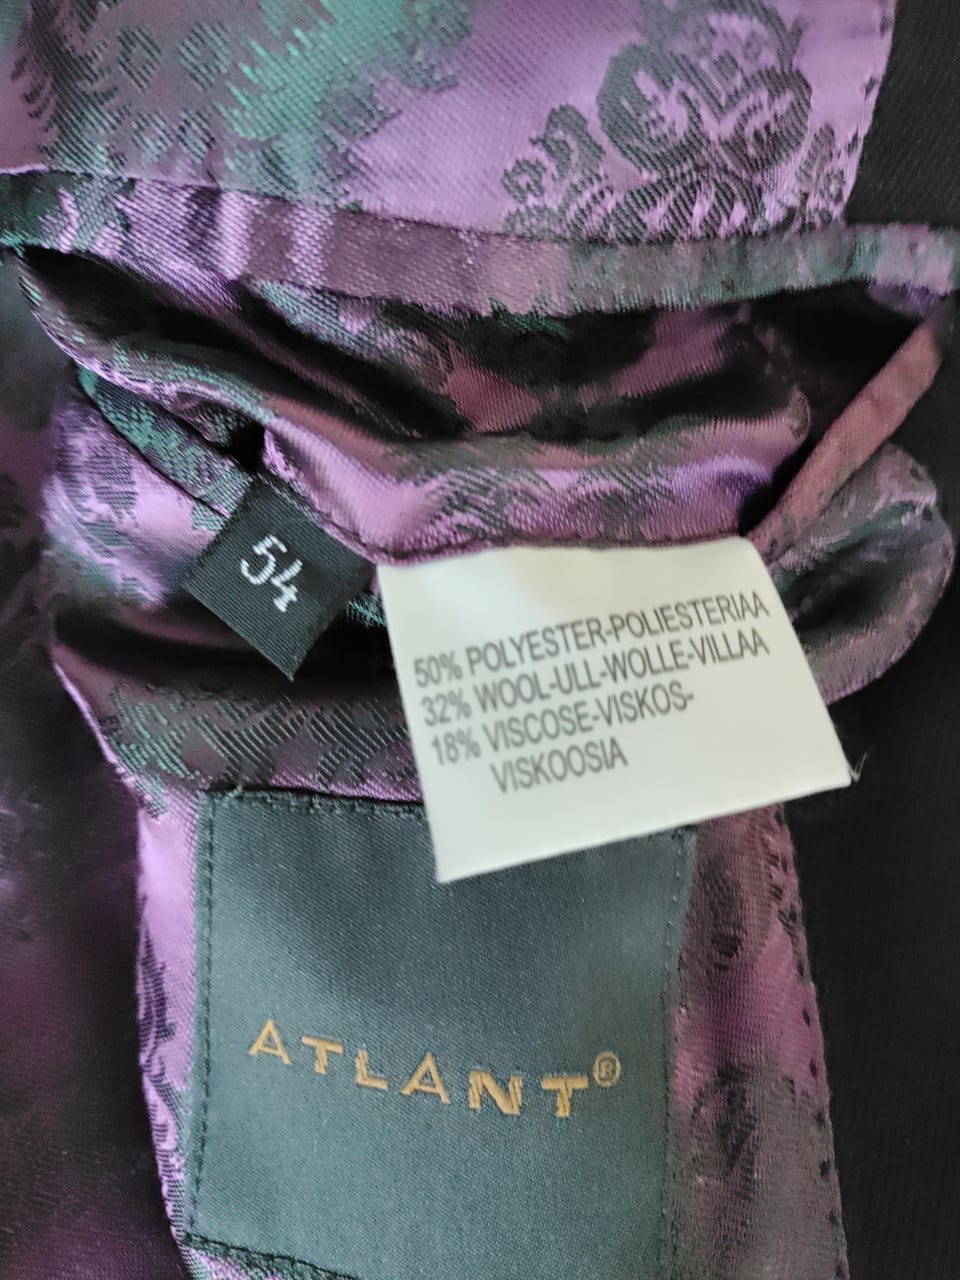 54
50% POLYESTER-POLIESTERIAA
32% WOOL-ULL-WOLLE-VILLAA
18% VISCOSE-VISKOS-
VISKOOSIA
ATLANT®